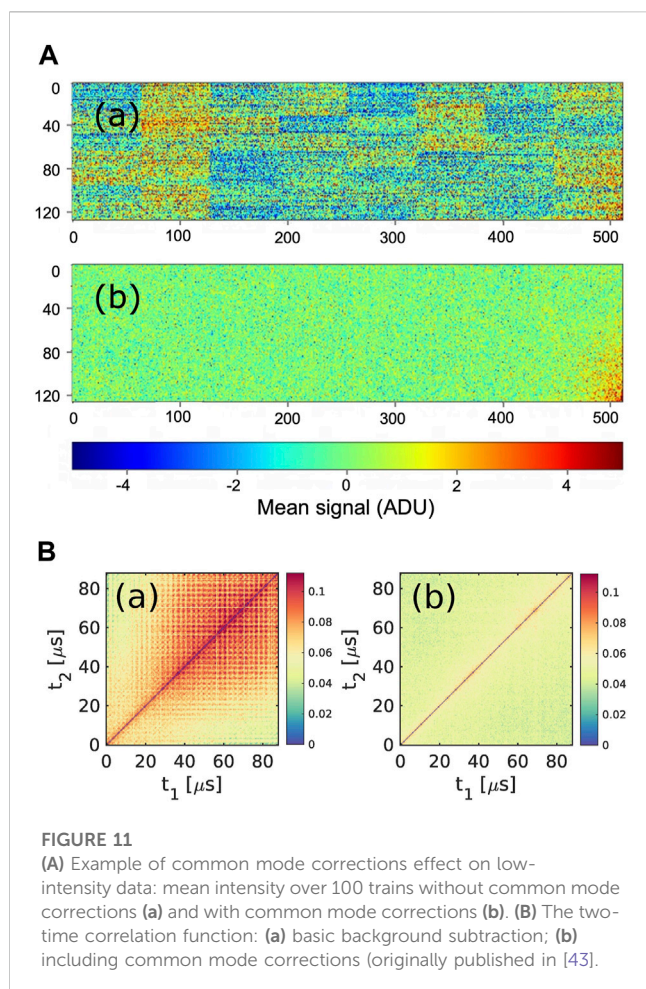 A
(a)
0
40
80
120
0 100 200 300 400 500
(b)
0
40
80
120
0 100 200 300 400 500
-4 -2 0 2 4
Mean signal (ADU)
B
(a)
80
60
40
20
0
t2 [μs]
0 20 40 60 80
t1 [μs]
0.1
0.08
0.06
0.04
0.02
0
(b)
80
60
40
20
0
t2 [μs]
0 20 40 60 80
t1 [μs]
0.1
0.08
0.06
0.04
0.02
0
FIGURE 11
(A) Example of common mode corrections effect on low-
intensity data: mean intensity over 100 trains without common mode
corrections (a) and with common mode corrections (b). (B) The two-
time correlation function: (a) basic background subtraction; (b)
including common mode corrections (originally published in [43].